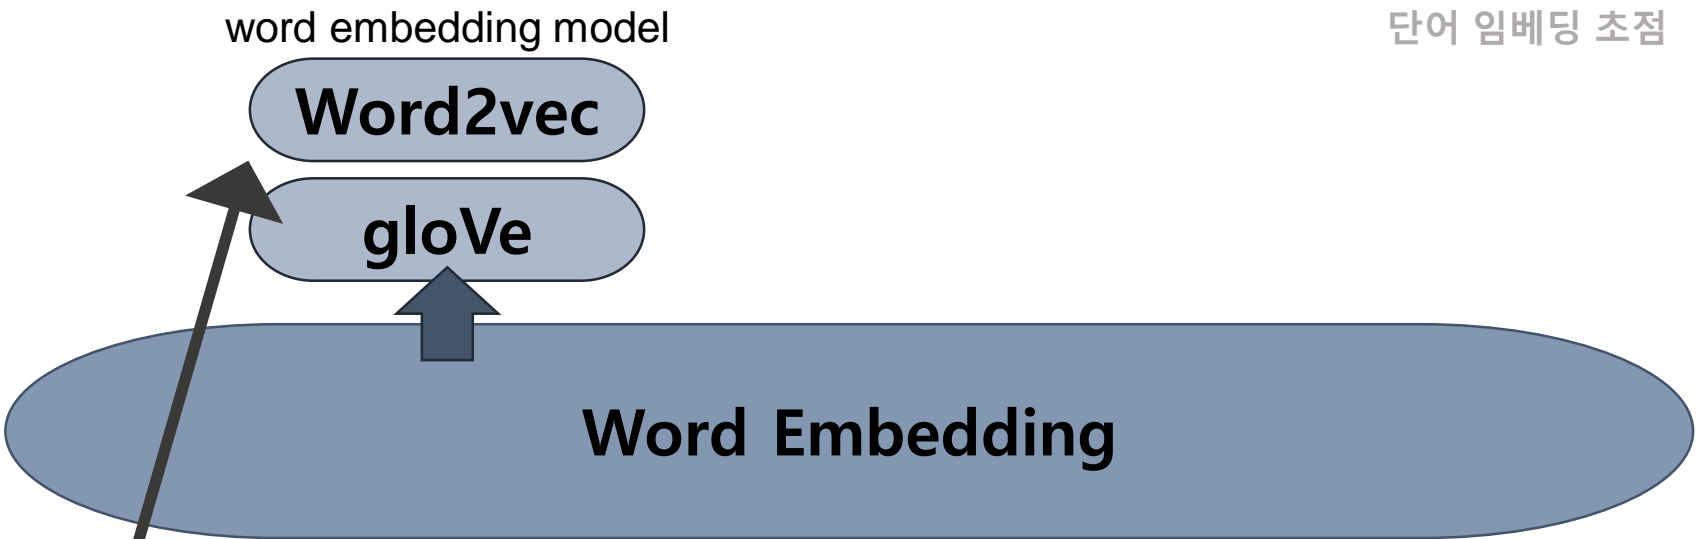 word embedding model
단어 임베딩 초점
Word2vec
gloVe
Word Embedding